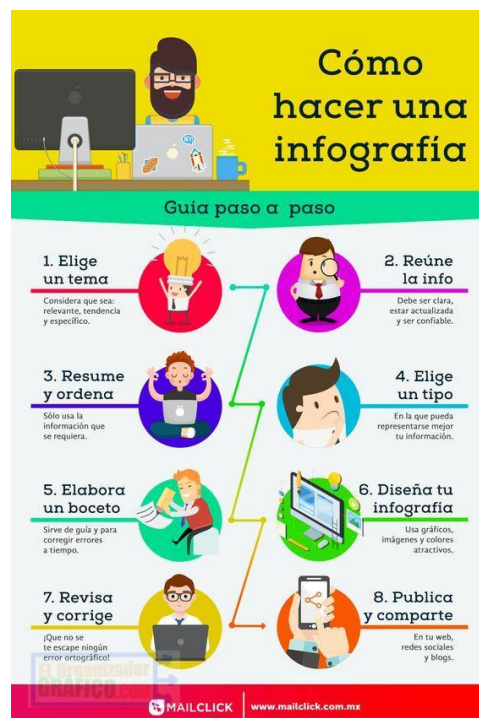 Cómo
hacer una
infografía
Guía paso a paso
1. Elige
un tema
Considera que sea:
relevante, tendencia
y específico.
2. Reúne
la info
Debe ser clara,
estar actualizada
y ser confiable.
3. Resume
y ordena
Sólo usa la
información que
se requiera.
4. Elige
un tipo
En la que pueda
representarse mejor
tu información.
5. Elabora
un boceto
Sirve de guía y para
corregir errores
a tiempo.
6. Diseña tu
infografía
Usa gráficos,
imágenes y colores
atractivos.
7. Revisa
y corrige
¡Que no se
te escape ningún
error ortográfico!
8. Publica
y comparte
En tu web,
redes sociales
y blogs.
El Organizador
GRAFICO.COM
MAILCLICK www.mailclick.com.mx